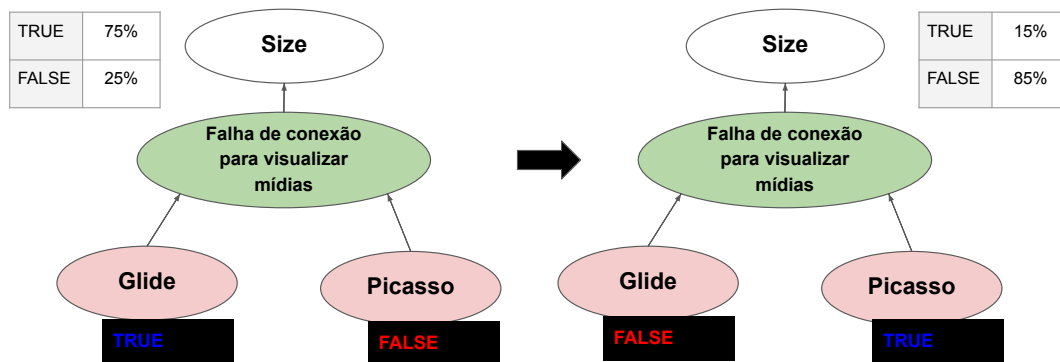 TRUE 75%
FALSE 25%
Size
Falha de conexão
para visualizar
mídias
Glide
TRUE
Picasso
FALSE
TRUE 15%
FALSE 85%
Size
Falha de conexão
para visualizar
mídias
Glide
FALSE
Picasso
TRUE